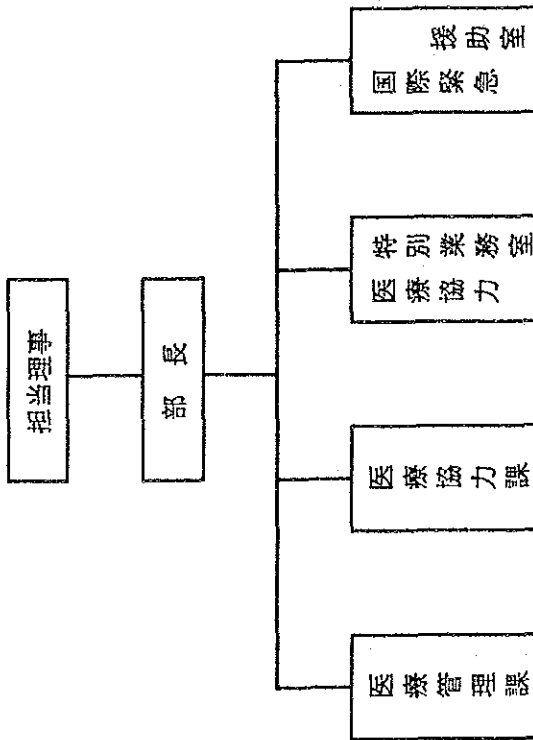 担当理事
部長
医療管理課
医療協力課
医療協力
特別業務室
国際緊急
援助室